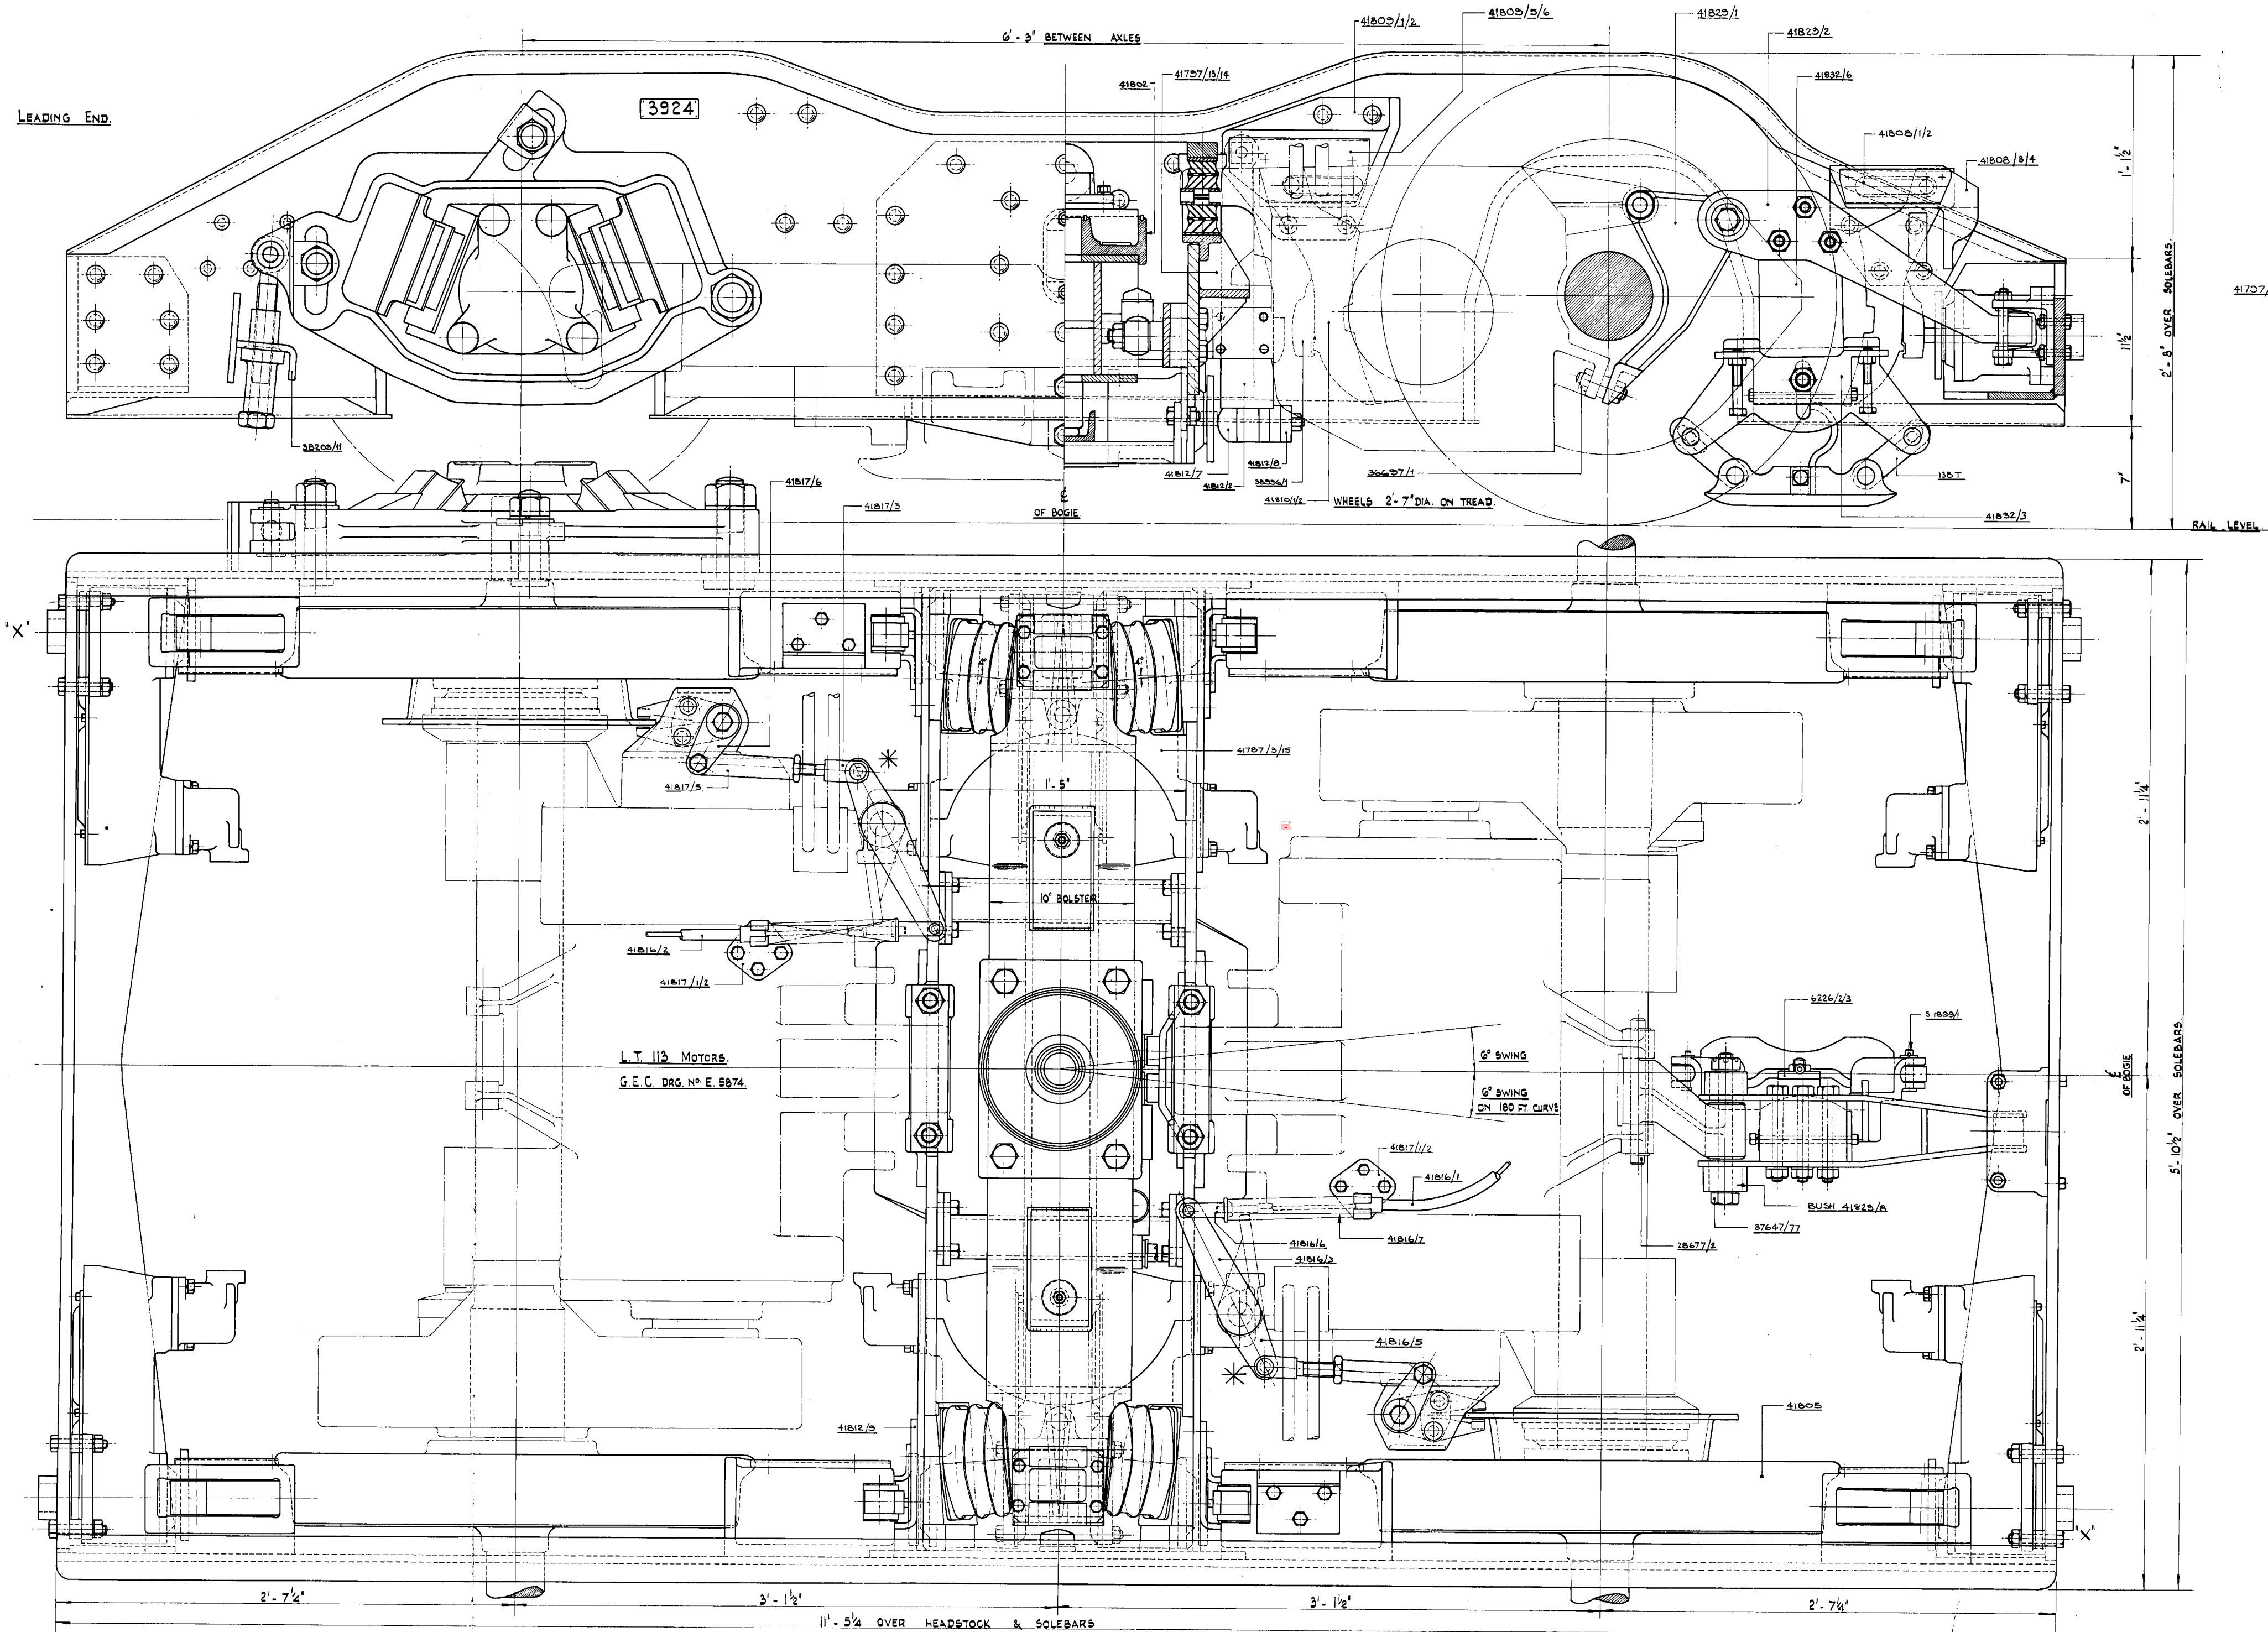 6' - 3" BETWEEN AXLES
41809/1/2
41809/5/6
41829/1
41829/2
41832/6
41802
41797/13/14
3924
LEADING END.
41808/1/2
41808/3/4
1' - 1½"
11½"
2' - 8" OVER SOLEBARS.
7"
41797/
38209/11
41817/6
41817/3
℄
OF BOGIE.
41812/7
41812/2
41812/8
41810/1/2
WHEELS 2' - 7" DIA. ON TREAD.
36697/1
138T
41832/3
RAIL LEVEL.
"X"
4°
4°
41797/3/15
41817/5
1' - 5"
10" BOLSTER
41816/2
41817/1/2
L.T. 113 MOTORS.
G.E.C. DRG. Nº E. 5874.
6° SWING
6° SWING
ON 180 FT. CURVE
6226/2/3
S1899/1
41817/1/2
41816/1
41816/7
41816/6
41816/3
41816/5
BUSH 41829/A
37647/77
28677/2
℄
OF BOGIE
2' - 11¼"
2' - 11¼"
5' - 10½" OVER SOLEBARS.
41812/9
41805
"X"
2' - 7¼"
3' - 1½"
3' - 1½"
2' - 7¼"
11' - 5¼ OVER HEADSTOCK & SOLEBARS